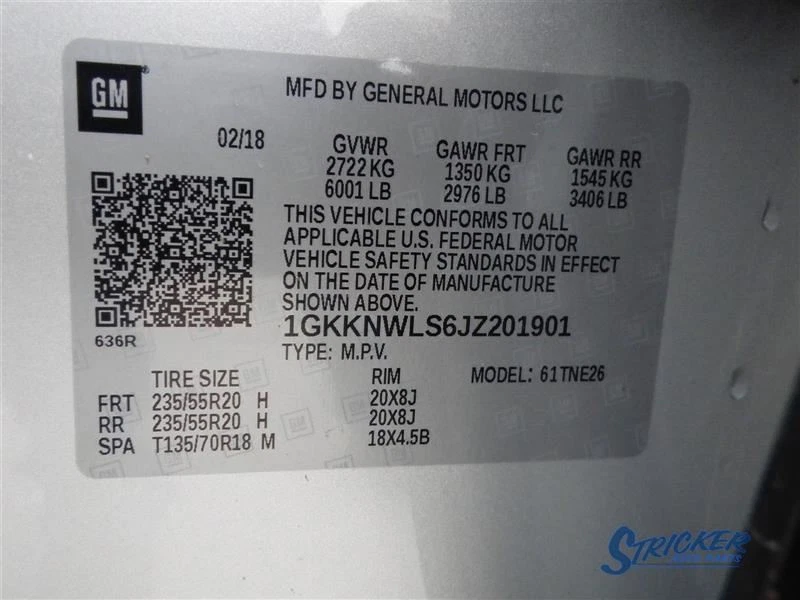 GM
MFD BY GENERAL MOTORS LLC
02/18 GVWR GAWR FRT GAWR RR
2722 KG 1350 KG 1545 KG
6001 LB 2976 LB 3406 LB
THIS VEHICLE CONFORMS TO ALL
APPLICABLE U.S. FEDERAL MOTOR
VEHICLE SAFETY STANDARDS IN EFFECT
ON THE DATE OF MANUFACTURE
SHOWN ABOVE.
636R
1GKKNWLS6JZ201901
TYPE: M.P.V.
TIRE SIZE RIM MODEL: 61TNE26
FRT 235/55R20 H 20X8J
RR 235/55R20 H 20X8J
SPA T135/70R18 M 18X4.5B
STRICKER
AUTO PARTS